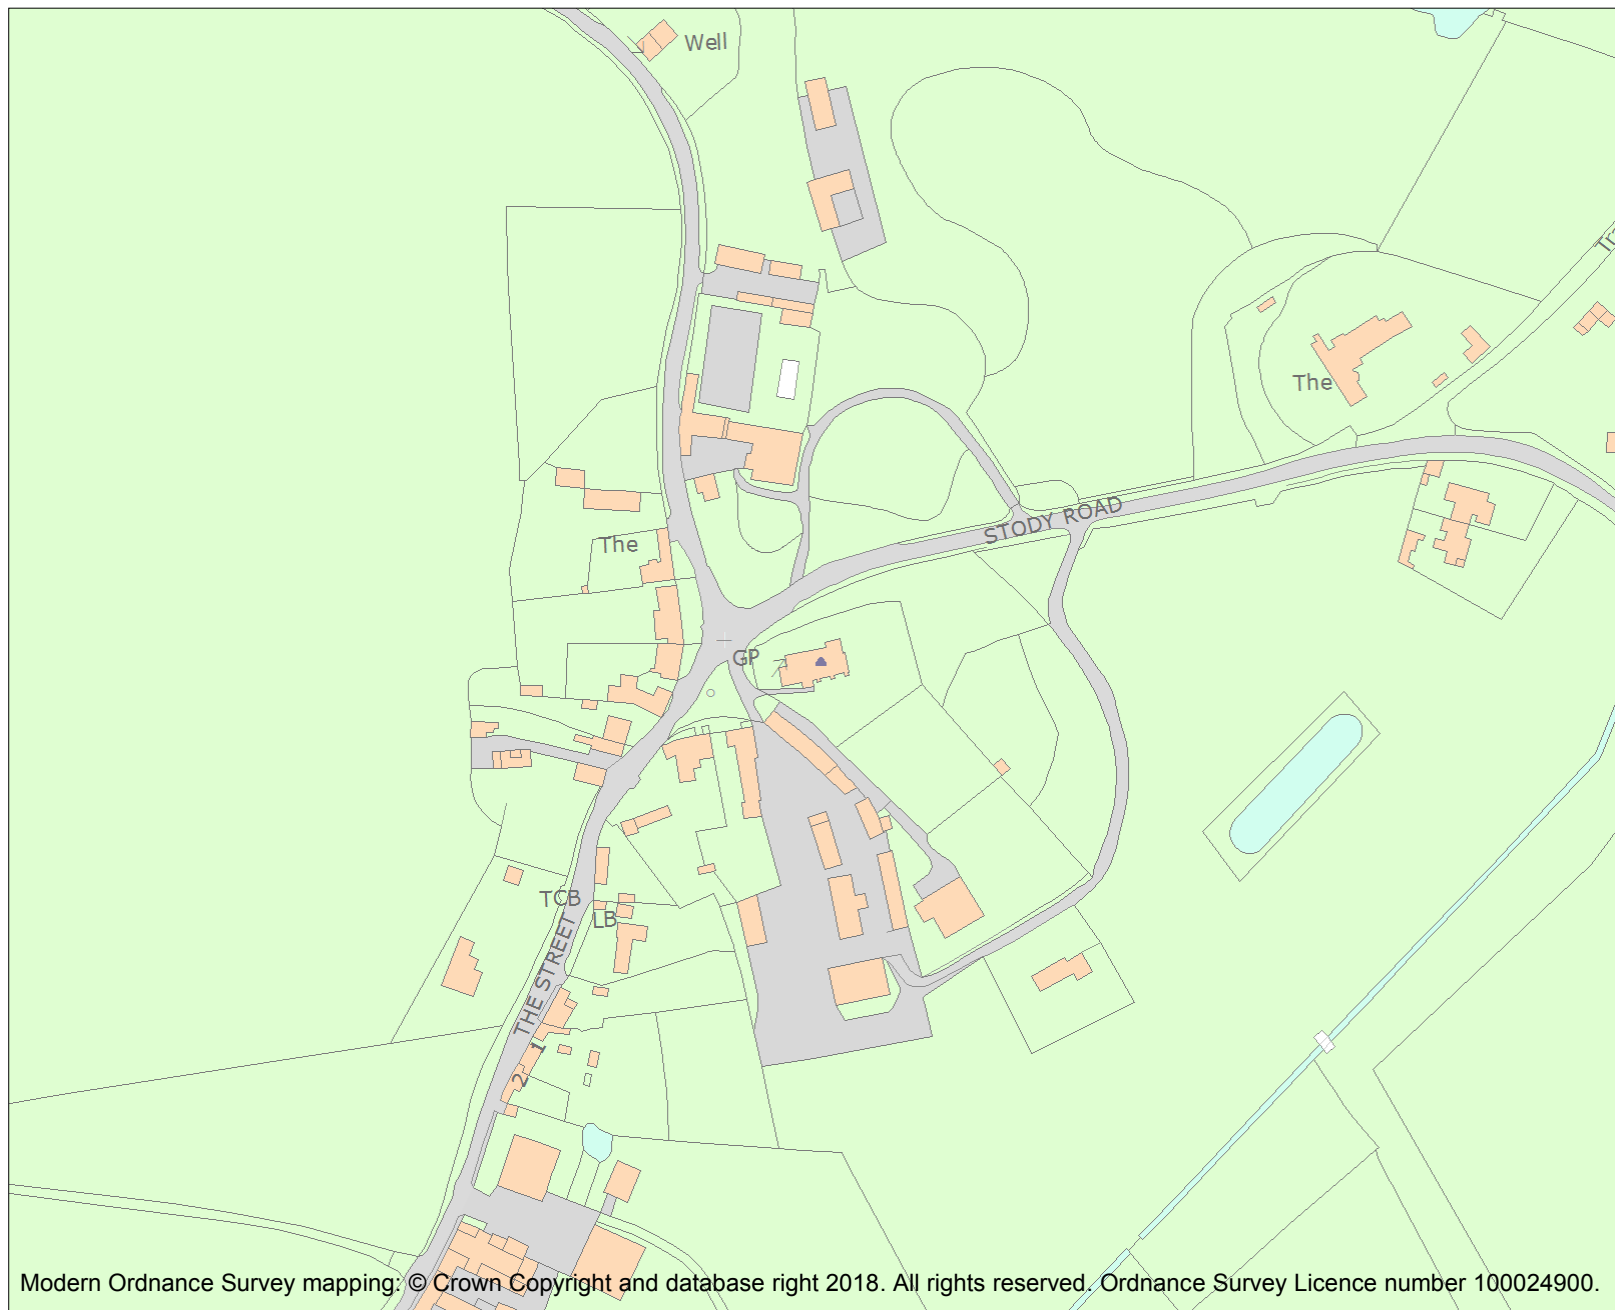 Well
Tr
The
STODY ROAD
The
GP
TCB
LB
THE STREET
1
2
Modern Ordnance Survey mapping: © Crown Copyright and database right 2018. All rights reserved. Ordnance Survey Licence number 100024900.